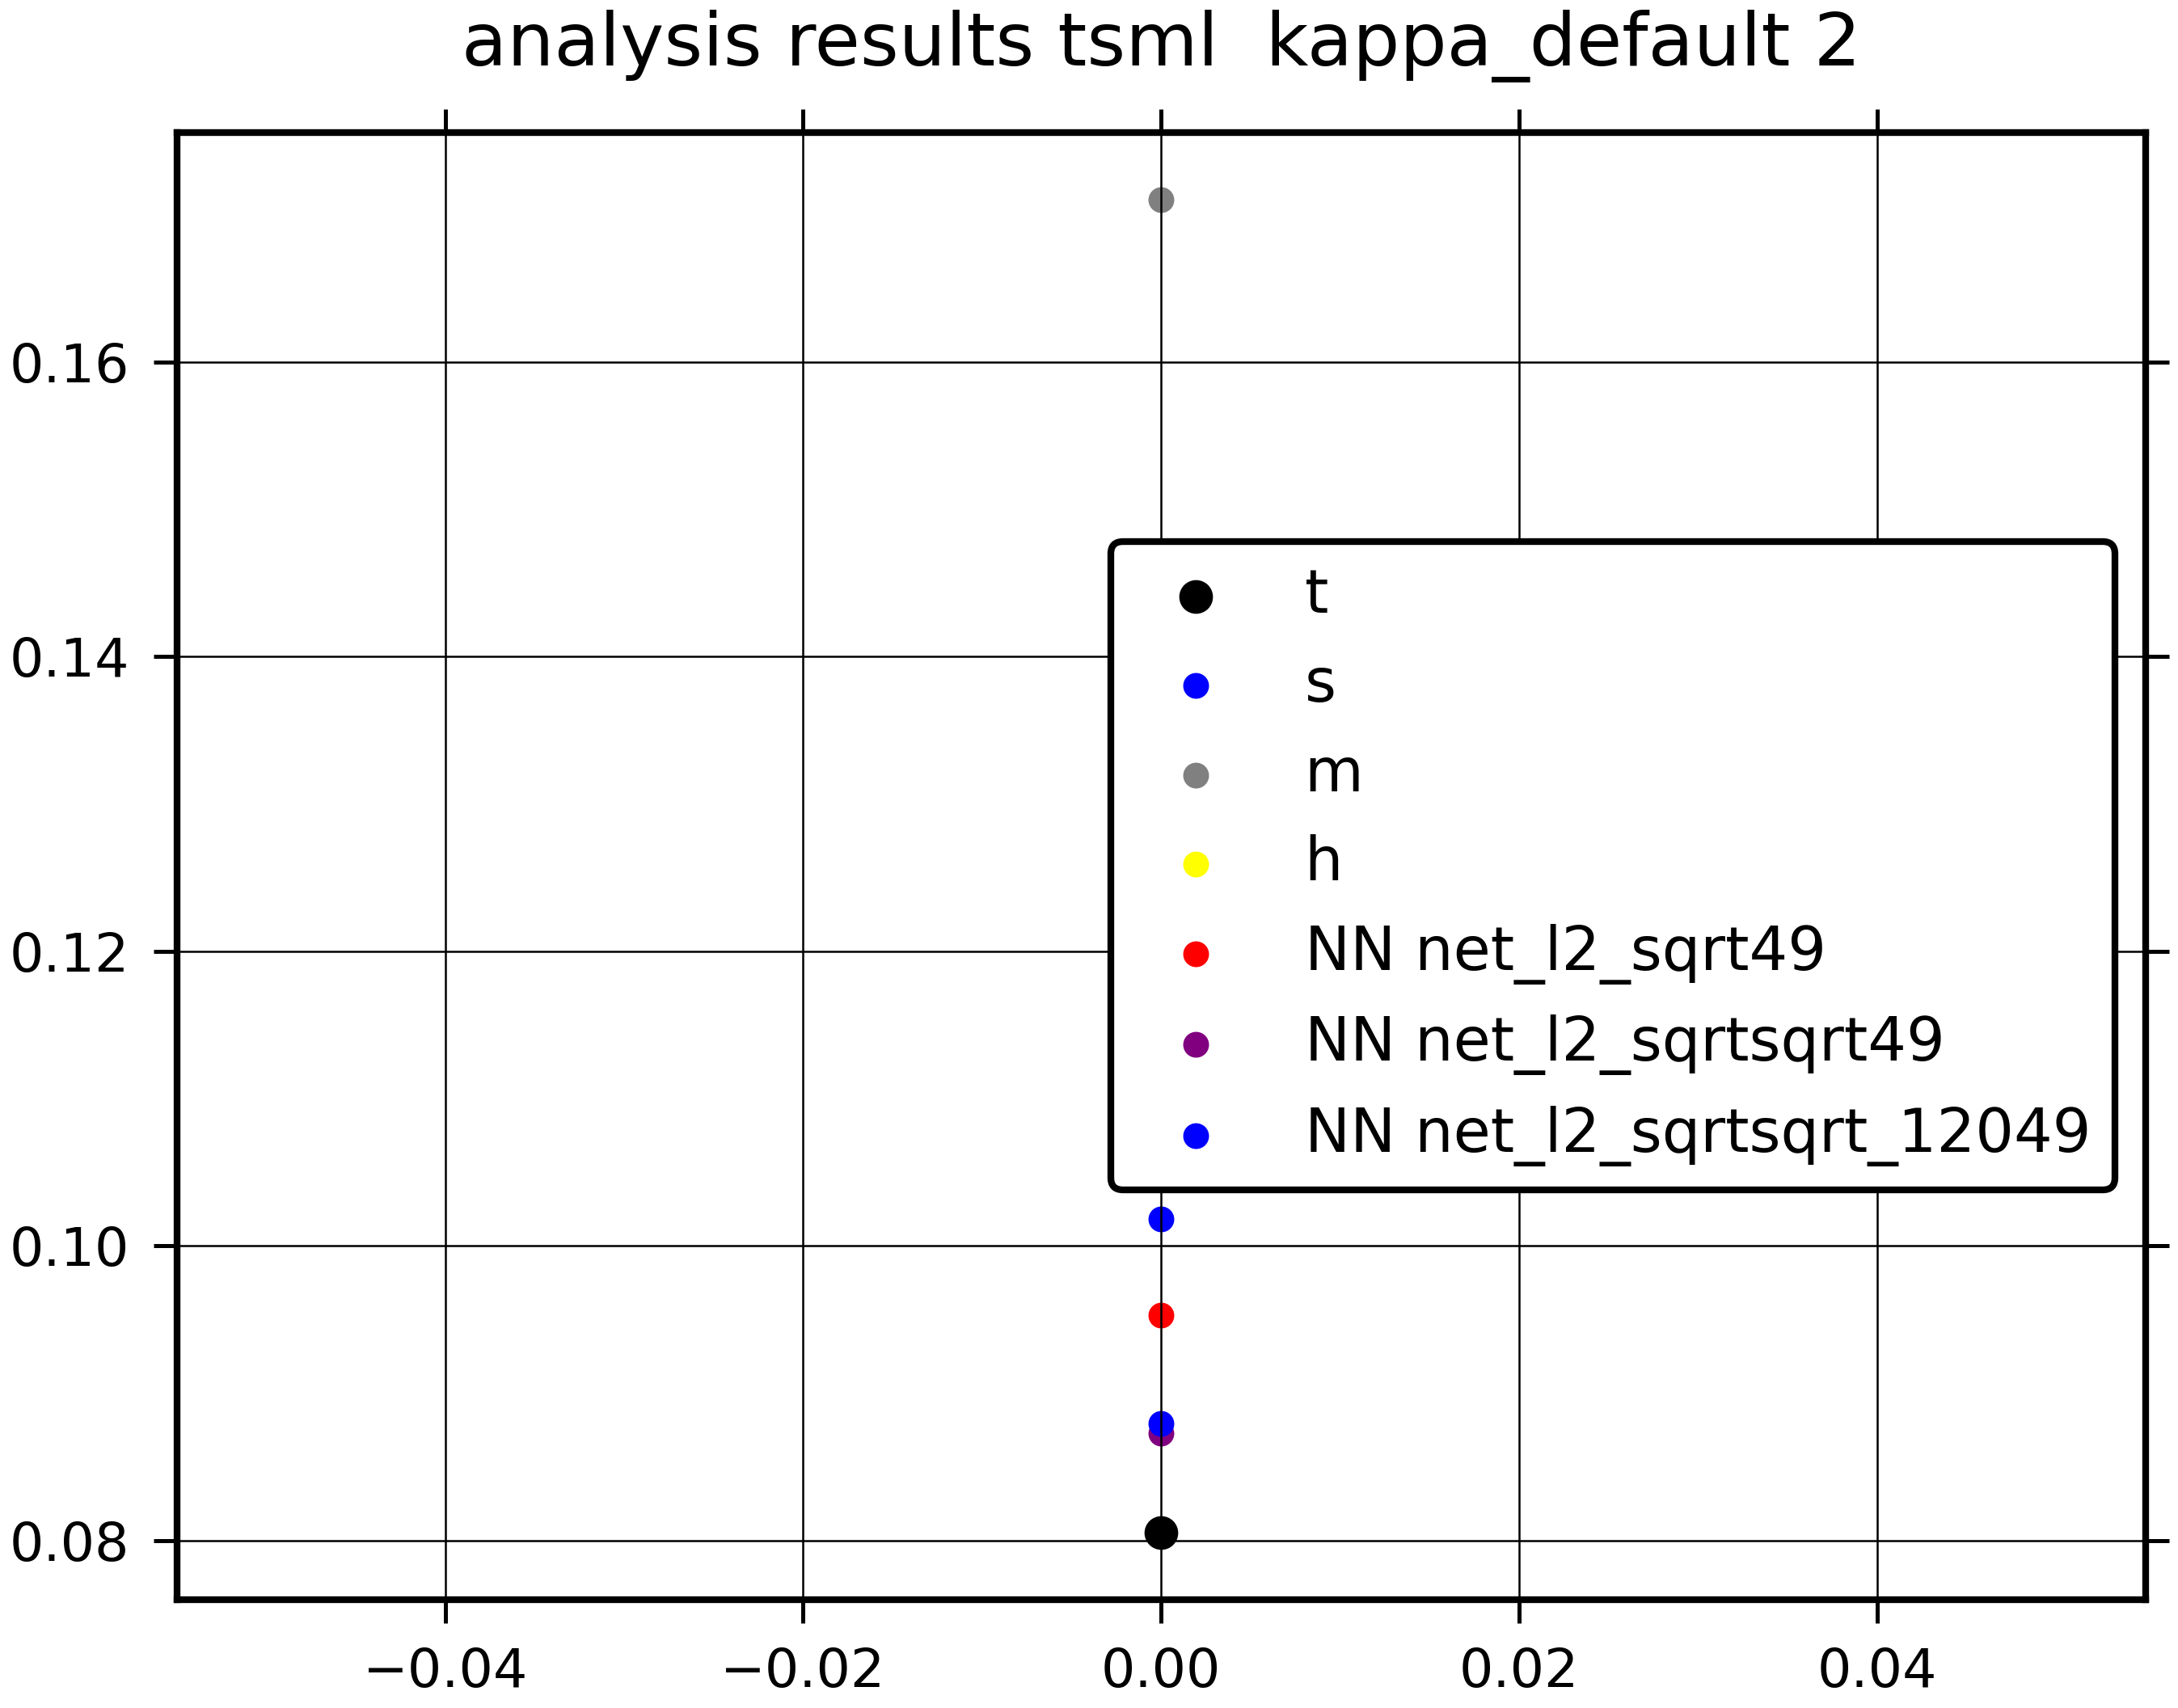 analysis results tsml  kappa_default 2
0.16
0.14
0.12
0.10
0.08
t
s
m
h
NN net_l2_sqrt49
NN net_l2_sqrtsqrt49
NN net_l2_sqrtsqrt_12049
−0.04
−0.02
0.00
0.02
0.04